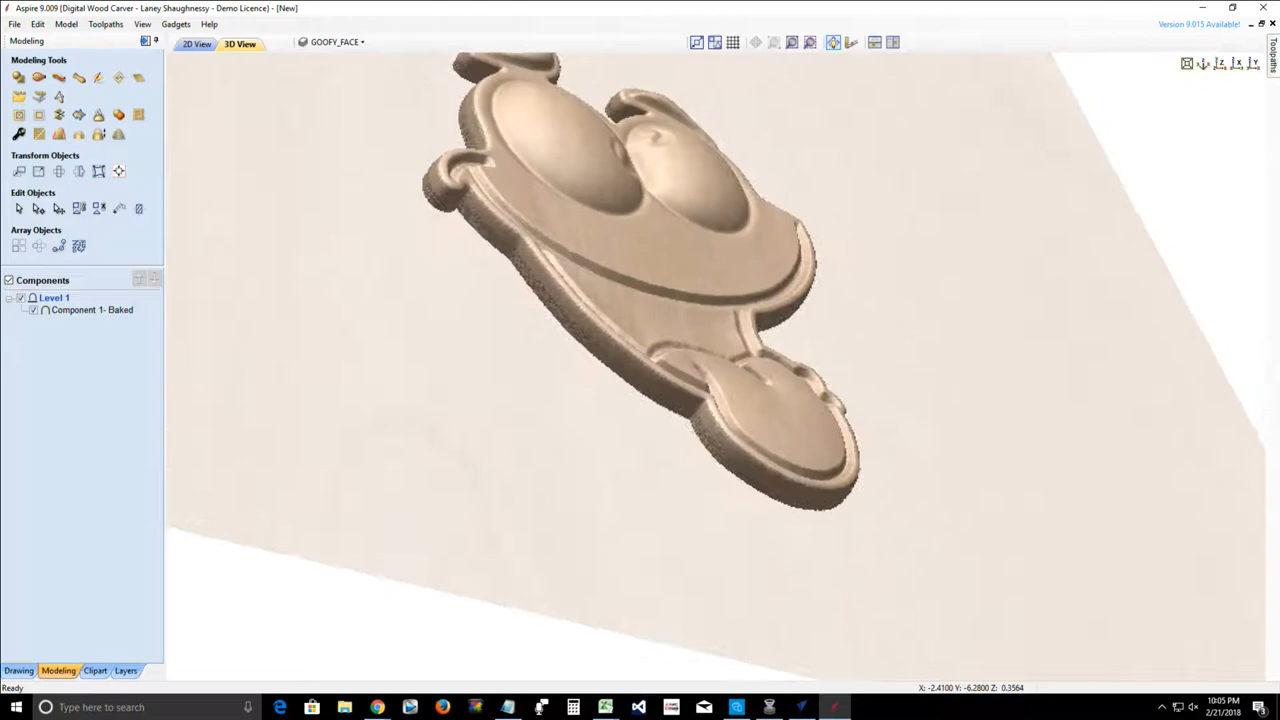 Aspire 9.009 (Digital Wood Carver - Laney Shaughnessy - Demo Licence) - [New]
File Edit Model Toolpaths View Gadgets Help
Version 9.015 Available!
Modeling
2D View
3D View
GOOFY_FACE
Toolpaths
Modeling Tools
Transform Objects
Edit Objects
Array Objects
Components
Level 1
Component 1- Baked
Drawing Modeling Clipart Layers
Ready
X: -2.4100 Y: -6.2800 Z: 0.3564
Type here to search
10:05 PM
2/21/2018